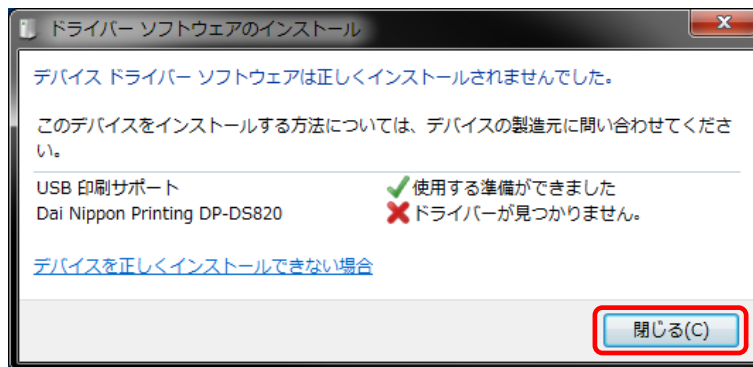 ドライバー ソフトウェアのインストール
デバイス ドライバー ソフトウェアは正しくインストールされませんでした。
このデバイスをインストールする方法については、デバイスの製造元に問い合わせてくださ
い。
USB 印刷サポート 使用する準備ができました
Dai Nippon Printing DP-DS820 ドライバーが見つかりません。
デバイスを正しくインストールできない場合
閉じる(C)